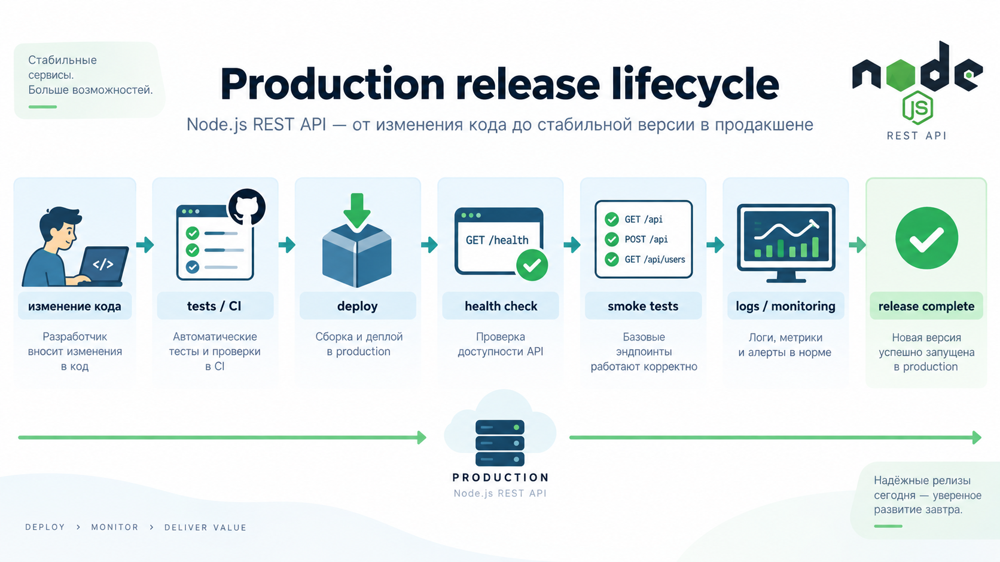 Стабильные
сервисы.
Больше возможностей.
Production release lifecycle
Node.js REST API — от изменения кода до стабильной версии в продакшене
node
JS
REST API
</>
изменение кода
Разработчик
вносит изменения
в код
tests / CI
Автоматические
тесты и проверки
в CI
deploy
Сборка и деплой
в production
GET /health
health check
Проверка
доступности API
GET /api
POST /api
GET /api/users
smoke tests
Базовые
эндпоинты
работают корректно
logs / monitoring
Логи, метрики
и алерты в норме
release complete
Новая версия
успешно запущена
в production
PRODUCTION
Node.js REST API
Надёжные релизы
сегодня — уверенное
развитие завтра.
DEPLOY > MONITOR > DELIVER VALUE